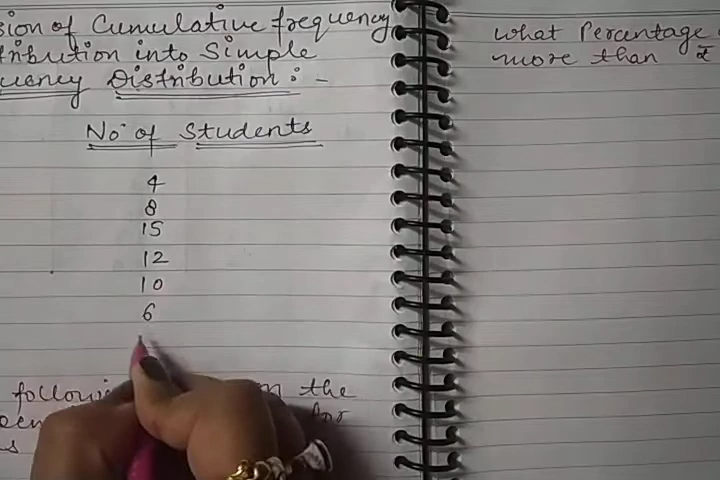 sion of Cumulative frequency
tribution into Simple
uency Distribution : -
No of Students
4
8
15
12
10
6
following the
what Percentage
more than x̄